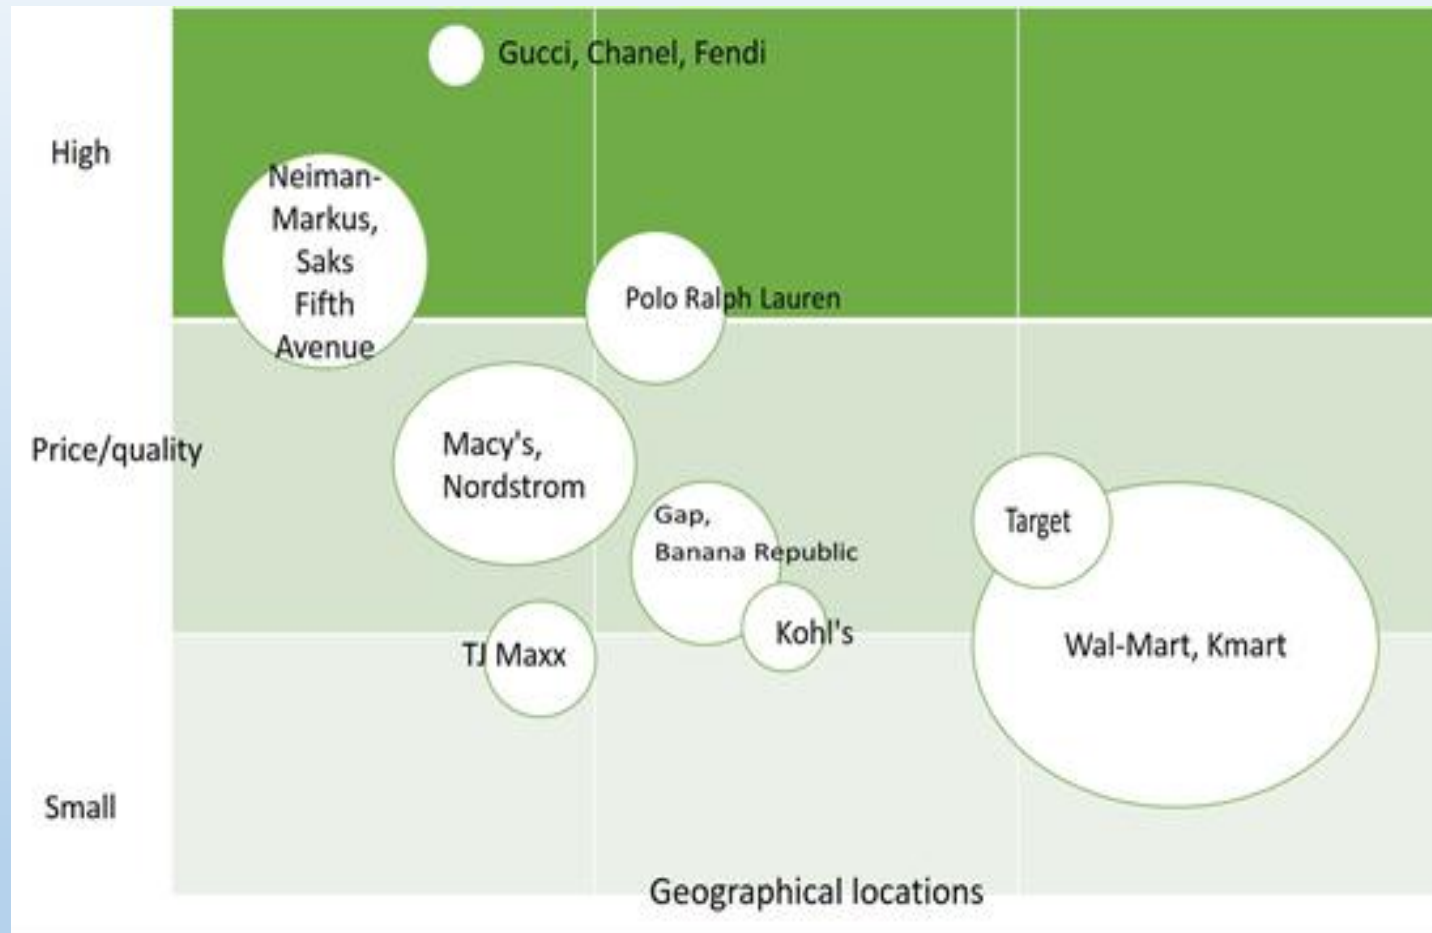 Gucci, Chanel, Fendi
High
Neiman-
Markus,
Saks
Fifth
Avenue
Polo Ralph Lauren
Price/quality
Macy's,
Nordstrom
Gap,
Banana Republic
Target
Kohl's
Wal-Mart, Kmart
TJ Maxx
Small
Geographical locations